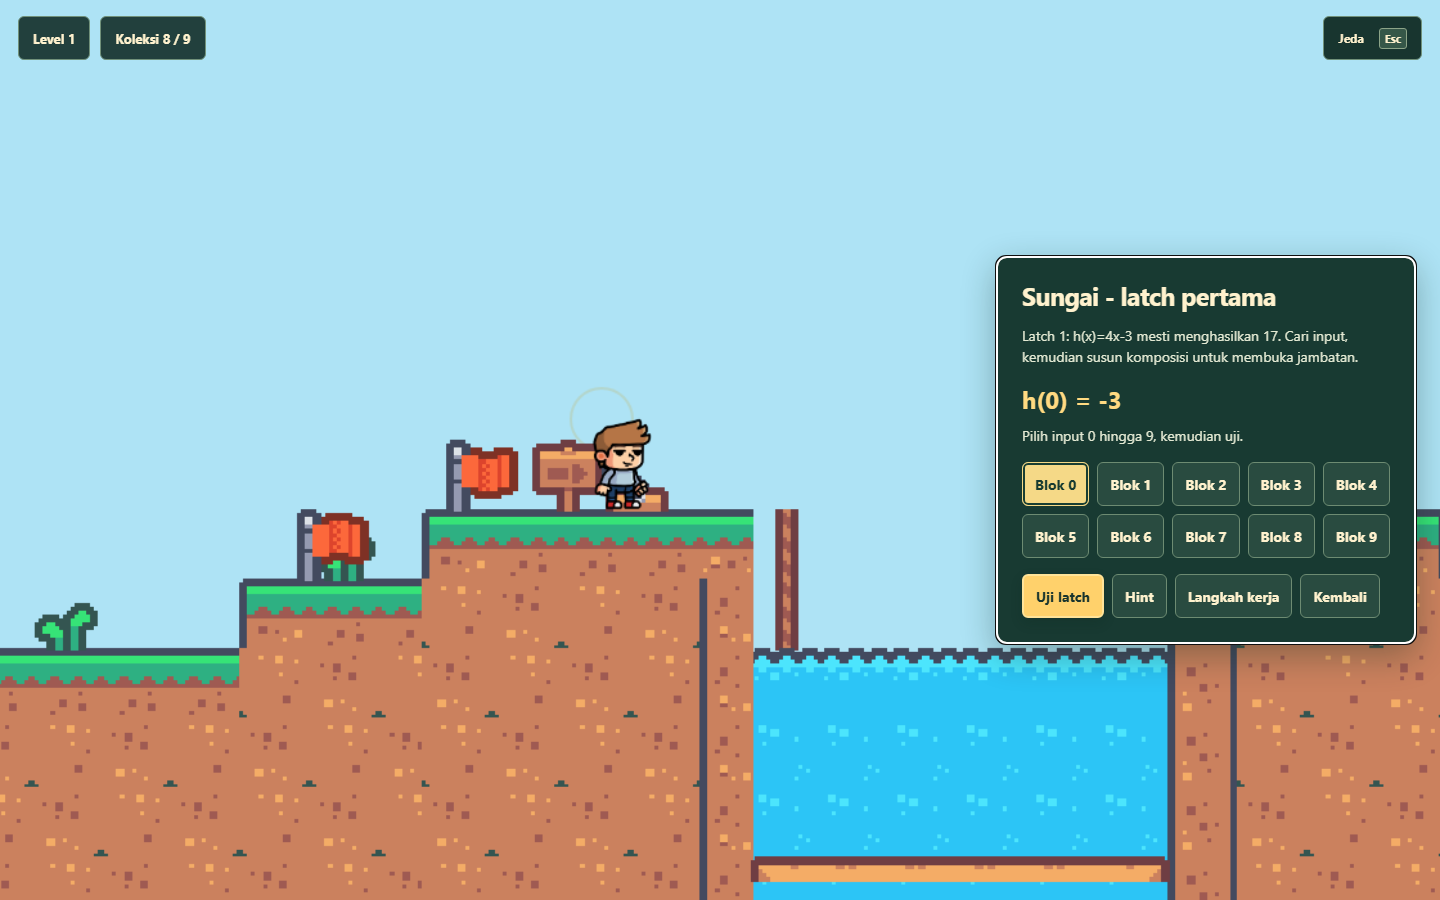 Level 1
Koleksi 8 / 9
Jeda Esc
Sungai - latch pertama
Latch 1: h(x)=4x-3 mesti menghasilkan 17. Cari input,
kemudian susun komposisi untuk membuka jambatan.
h(0) = -3
Pilih input 0 hingga 9, kemudian uji.
Blok 0 Blok 1 Blok 2 Blok 3 Blok 4
Blok 5 Blok 6 Blok 7 Blok 8 Blok 9
Uji latch Hint Langkah kerja Kembali